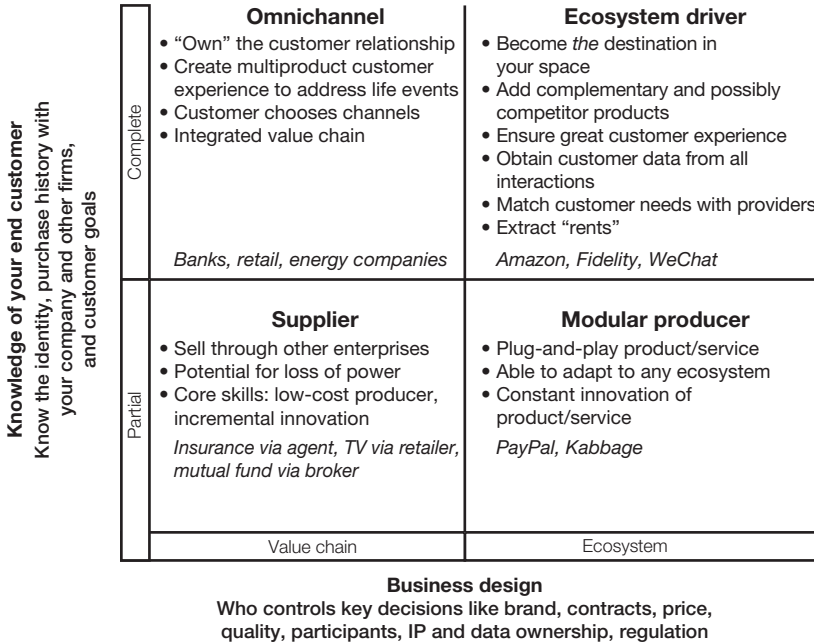 Knowledge of your end customer
Know the identity, purchase history with
your company and other firms,
and customer goals
Complete
Omnichannel
• “Own” the customer relationship
• Create multiproduct customer
experience to address life events
• Customer chooses channels
• Integrated value chain
Banks, retail, energy companies
Ecosystem driver
• Become the destination in
your space
• Add complementary and possibly
competitor products
• Ensure great customer experience
• Obtain customer data from all
interactions
• Match customer needs with providers
• Extract “rents”
Amazon, Fidelity, WeChat
Partial
Supplier
• Sell through other enterprises
• Potential for loss of power
• Core skills: low-cost producer,
incremental innovation
Insurance via agent, TV via retailer,
mutual fund via broker
Modular producer
• Plug-and-play product/service
• Able to adapt to any ecosystem
• Constant innovation of
product/service
PayPal, Kabbage
Value chain
Ecosystem
Business design
Who controls key decisions like brand, contracts, price,
quality, participants, IP and data ownership, regulation